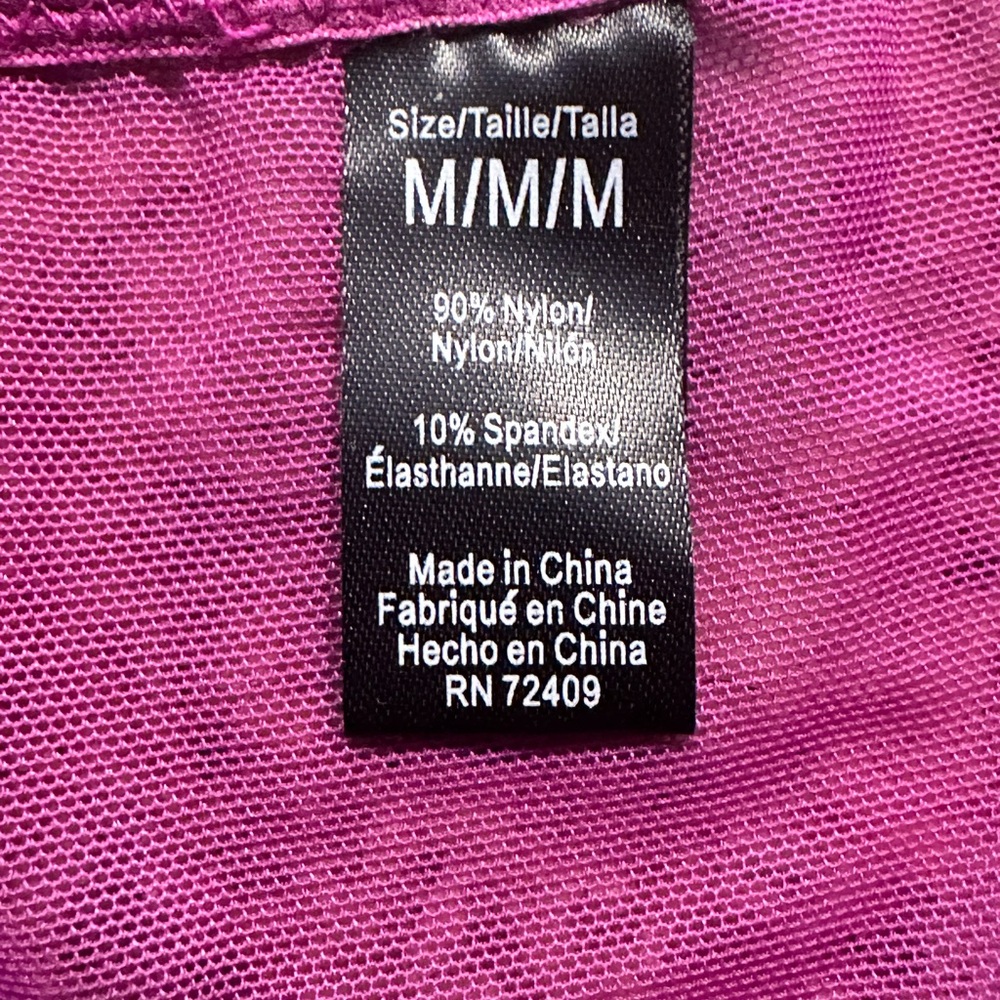 Size/Taille/Talla
M/M/M
90% Nylon/
Nylon/Nilón
10% Spandex/
Élasthanne/Elastano
Made in China
Fabriqué en Chine
Hecho en China
RN 72409